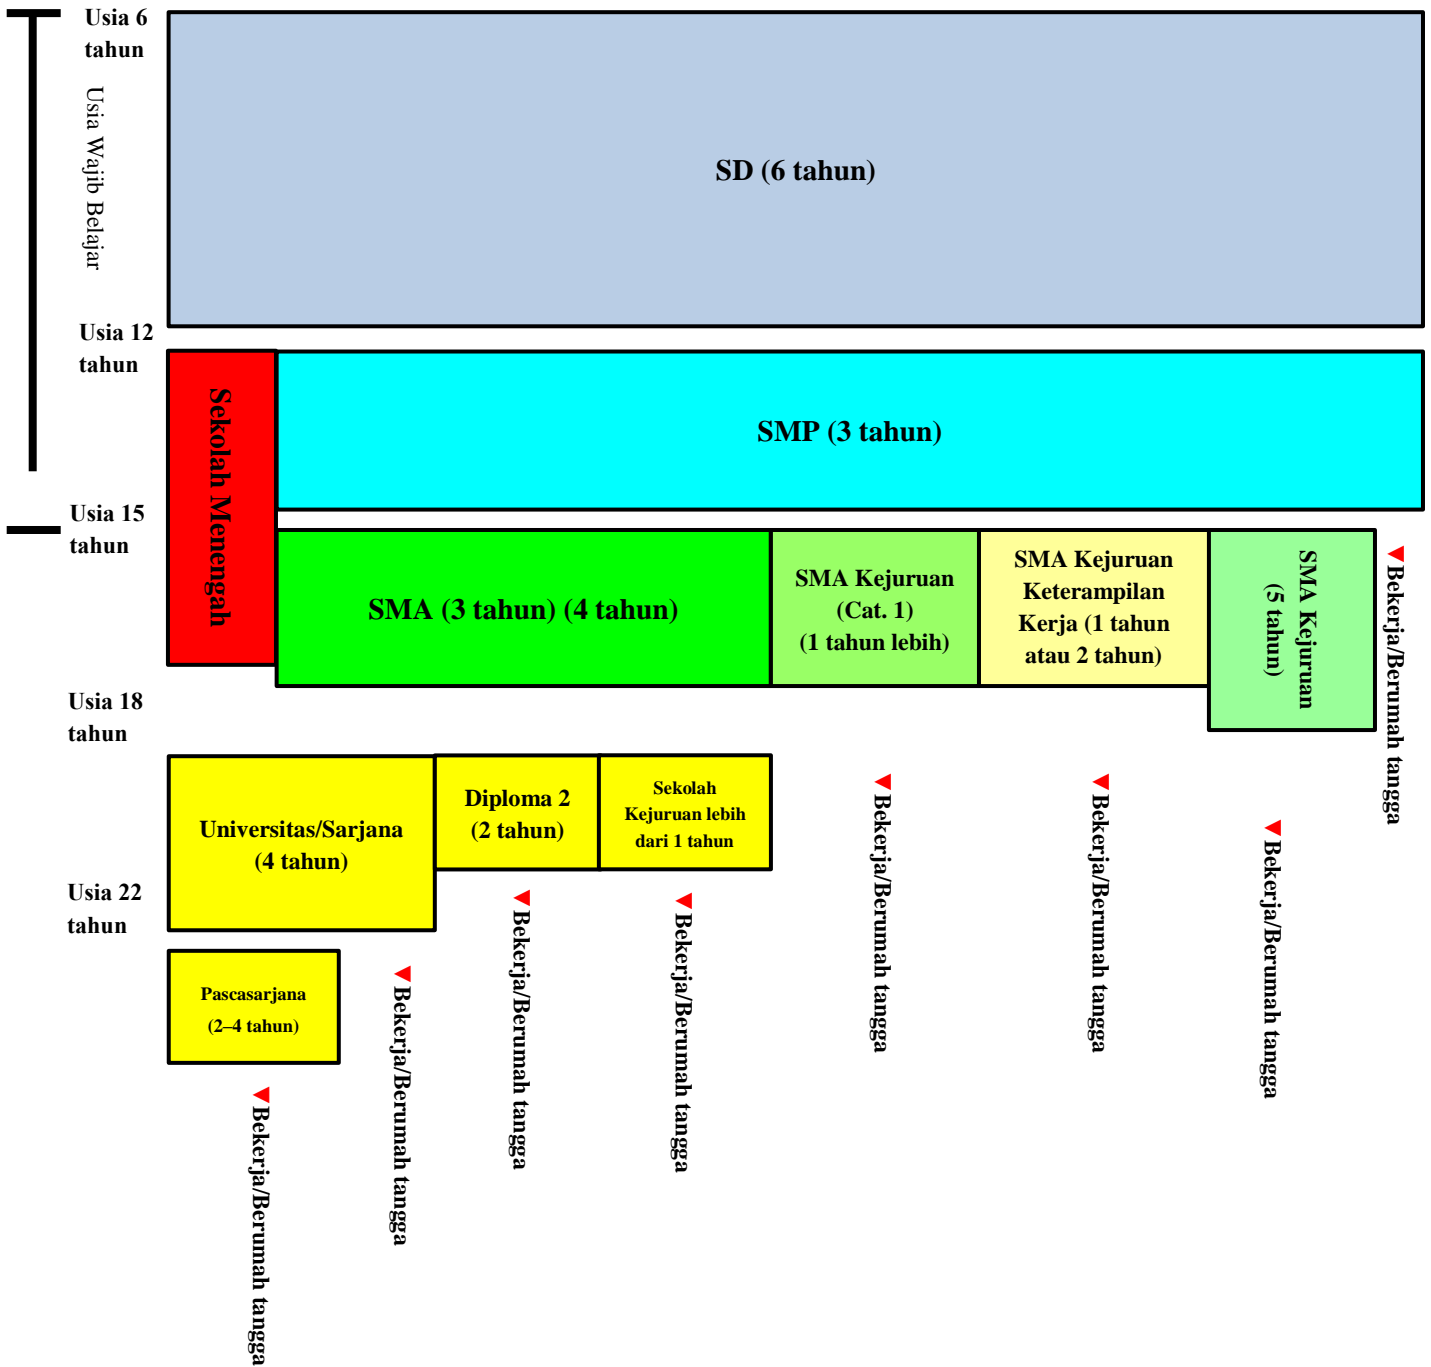 Usia 6
tahun
Usia Wajib Belajar
SD (6 tahun)
Usia 12
tahun
Sekolah Menengah
SMP (3 tahun)
Usia 15
tahun
SMA (3 tahun) (4 tahun)
SMA Kejuruan
(Cat. 1)
(1 tahun lebih)
SMA Kejuruan
Keterampilan
Kerja (1 tahun
atau 2 tahun)
SMA Kejuruan
(5 tahun)
▼Bekerja/Berumah tangga
Usia 18
tahun
Universitas/Sarjana
(4 tahun)
Diploma 2
(2 tahun)
Sekolah
Kejuruan lebih
dari 1 tahun
▼Bekerja/Berumah tangga
▼Bekerja/Berumah tangga
▼Bekerja/Berumah tangga
Usia 22
tahun
▼Bekerja/Berumah tangga
▼Bekerja/Berumah tangga
Pascasarjana
(2–4 tahun)
▼Bekerja/Berumah tangga
▼Bekerja/Berumah tangga